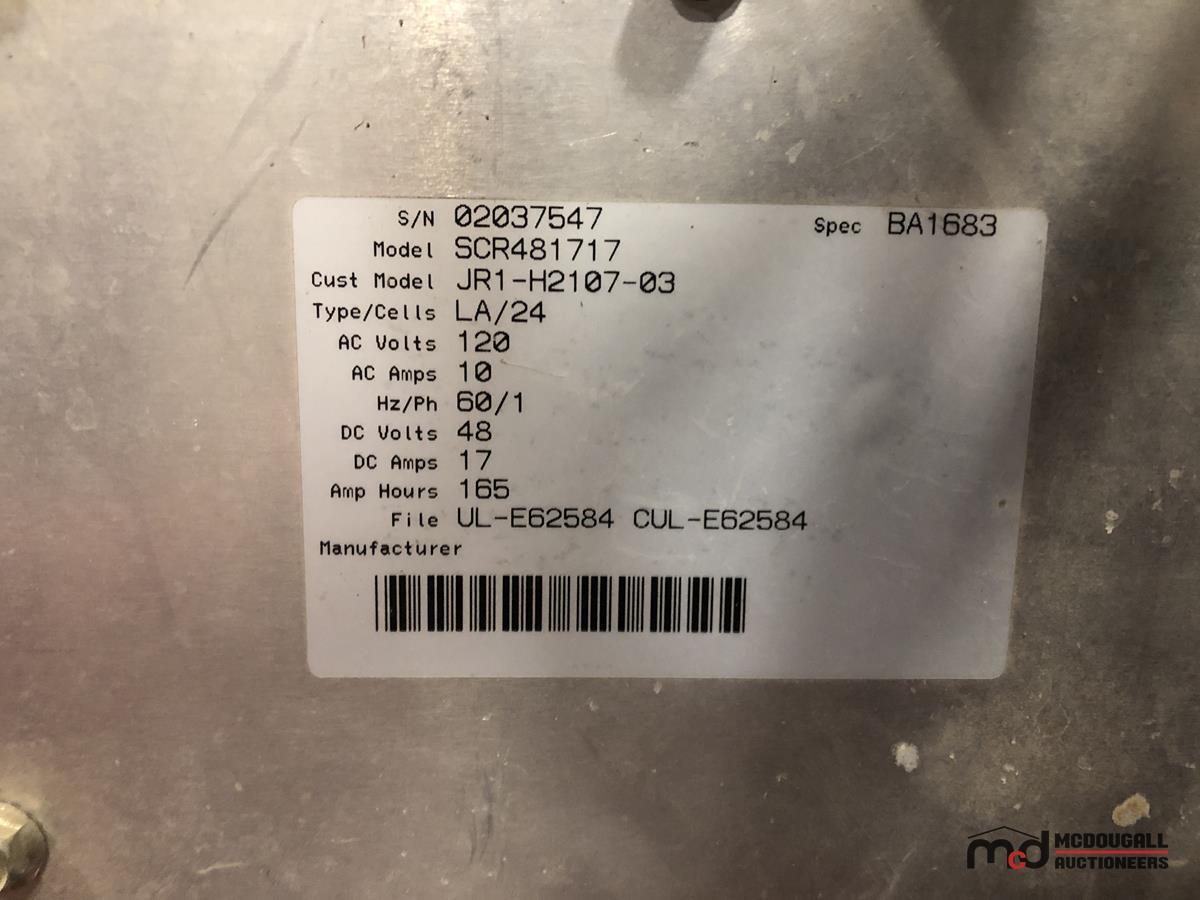 S/N 02037547 Spec BA1683
Model SCR481717
Cust Model JR1-H2107-03
Type/Cells LA/24
AC Volts 120
AC Amps 10
Hz/Ph 60/1
DC Volts 48
DC Amps 17
Amp Hours 165
File UL-E62584 CUL-E62584
Manufacturer
mcd MCDOUGALL
AUCTIONEERS